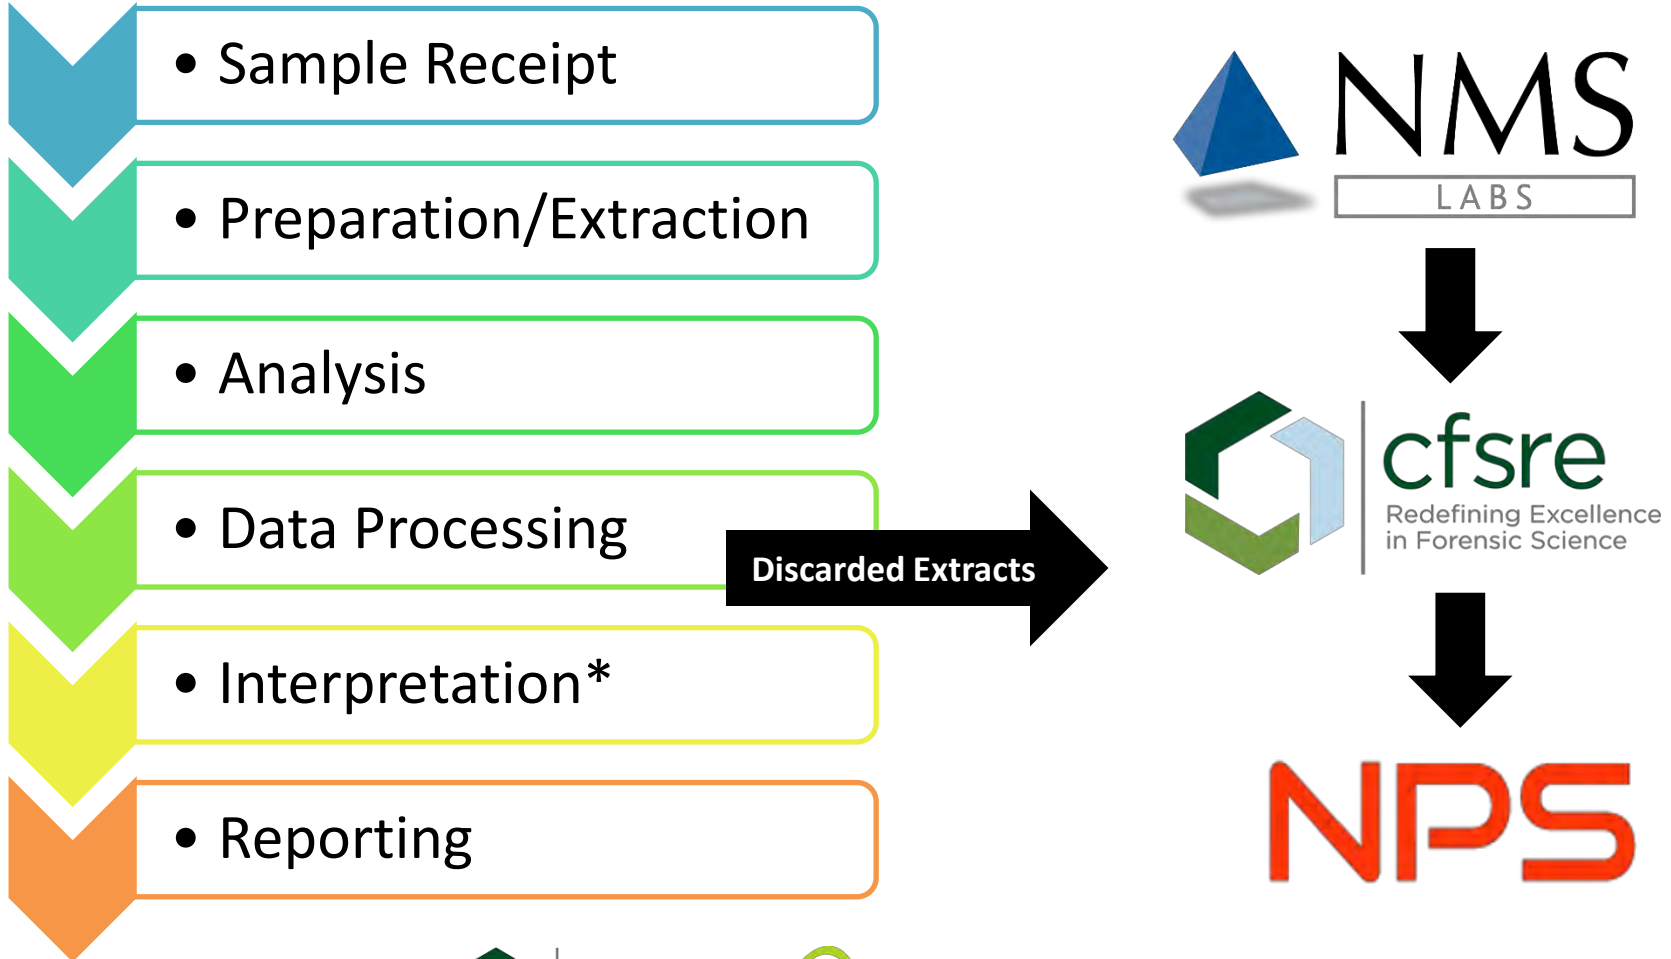 • Sample Receipt
• Preparation/Extraction
• Analysis
• Data Processing
• Interpretation*
• Reporting
Discarded Extracts
NMS
LABS
cfsre
Redefining Excellence
in Forensic Science
NPS